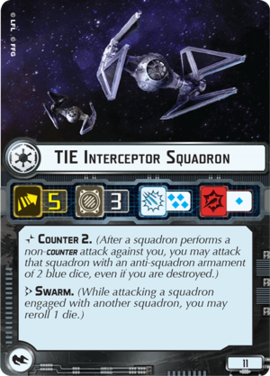 © LFL © FFG
TIE INTERCEPTOR SQUADRON
5
3
COUNTER 2. (After a squadron performs a
non-COUNTER attack against you, you may attack
that squadron with an anti-squadron armament
of 2 blue dice, even if you are destroyed.)
SWARM. (While attacking a squadron
engaged with another squadron, you may
reroll 1 die.)
11